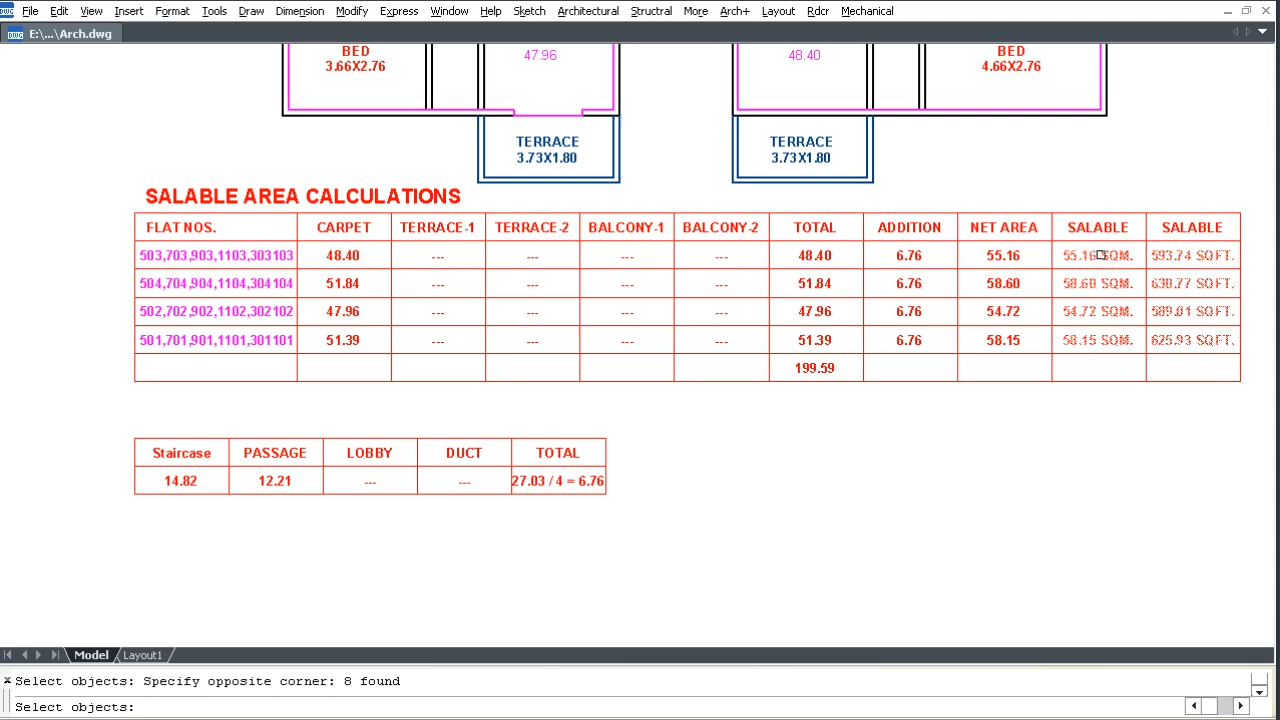 File Edit View Insert Format Tools Draw Dimension Modify Express Window Help Sketch Architectural Structral More Arch+ Layout Rdcr Mechanical
DWG E:\...\Arch.dwg
BED
3.66X2.76
47.96
48.40
BED
4.66X2.76
TERRACE
3.73X1.80
TERRACE
3.73X1.80
SALABLE AREA CALCULATIONS
FLAT NOS. CARPET TERRACE-1 TERRACE-2 BALCONY-1 BALCONY-2 TOTAL ADDITION NET AREA SALABLE SALABLE
503,703,903,1103,303103 48.40 --- --- --- --- 48.40 6.76 55.16 55.16 SQM. 593.74 SQFT.
504,704,904,1104,304104 51.84 --- --- --- --- 51.84 6.76 58.60 58.60 SQM. 630.77 SQFT.
502,702,902,1102,302102 47.96 --- --- --- --- 47.96 6.76 54.72 54.72 SQM. 589.01 SQFT.
501,701,901,1101,301101 51.39 --- --- --- --- 51.39 6.76 58.15 58.15 SQM. 625.93 SQFT.
199.59
Staircase PASSAGE LOBBY DUCT TOTAL
14.82 12.21 --- --- 27.03 / 4 = 6.76
Model Layout1
Select objects: Specify opposite corner: 8 found
Select objects: